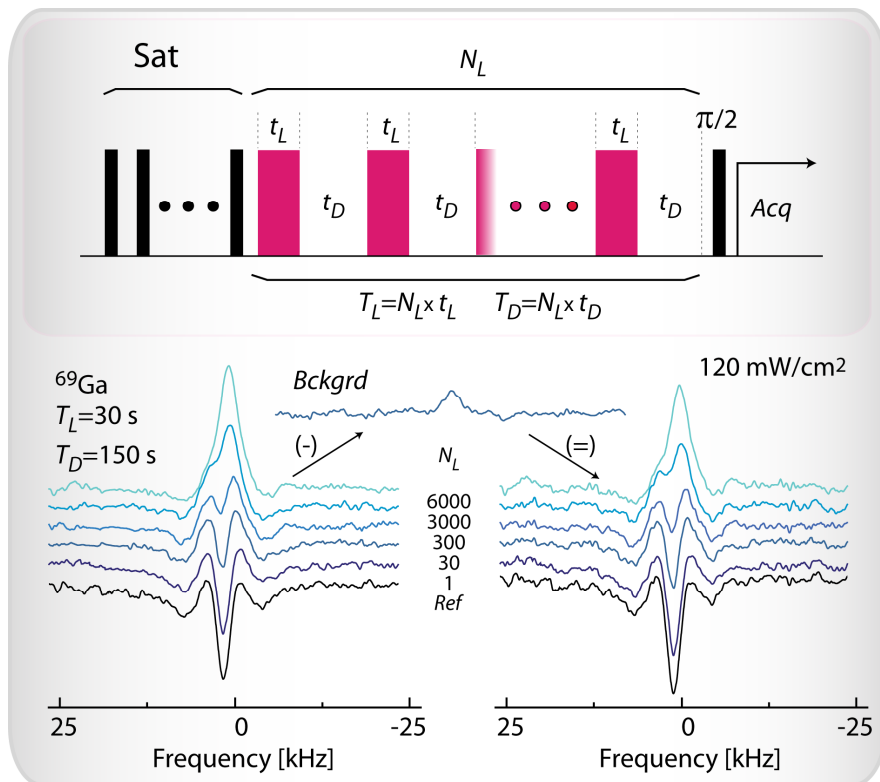 Sat
N_L
t_L t_L t_L π/2
t_D t_D t_D Acq
T_L=N_L x t_L T_D=N_L x t_D
⁶⁹Ga
T_L=30 s
T_D=150 s
Bckgrd
120 mW/cm²
(-) (=)
N_L
6000
3000
300
30
1
Ref
25 0 -25
Frequency [kHz]
25 0 -25
Frequency [kHz]